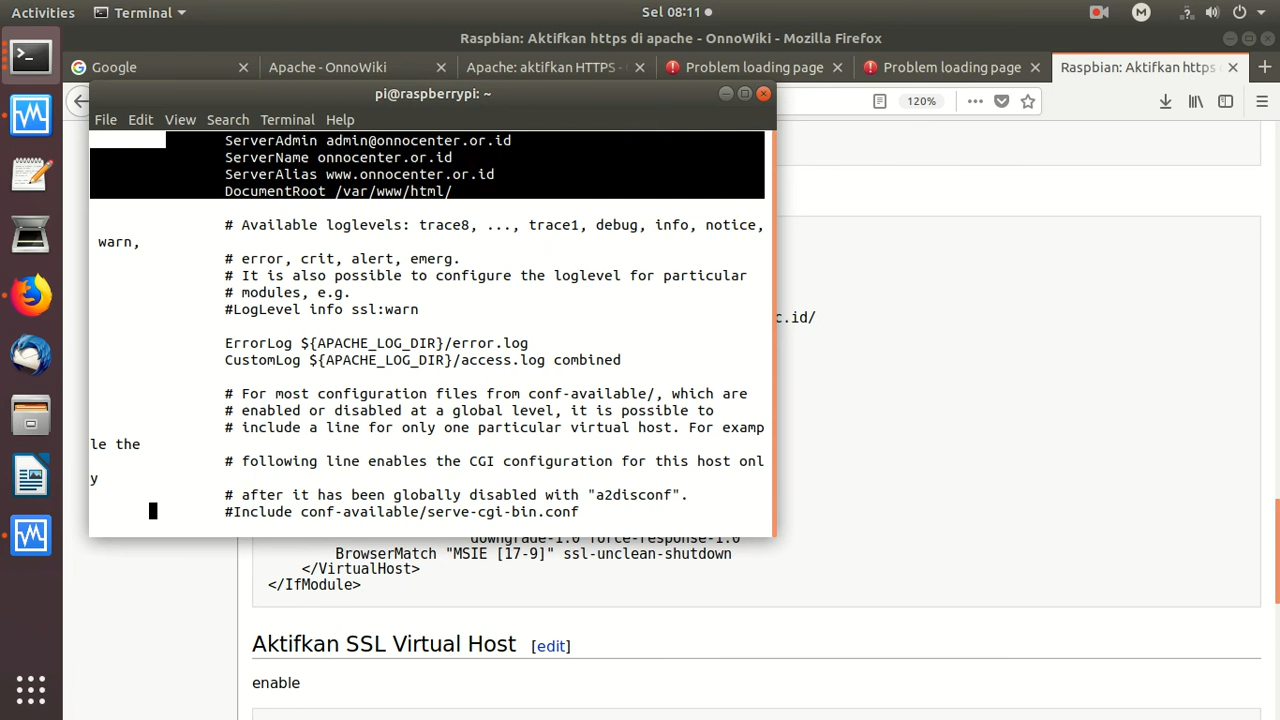 Activities
Terminal
Sel 08:11
M
?
Raspbian: Aktifkan https di apache - OnnoWiki - Mozilla Firefox
Google
Apache - OnnoWiki
Apache: aktifkan HTTPS -
Problem loading page
Problem loading page
Raspbian: Aktifkan https
120%
pi@raspberrypi: ~
File Edit View Search Terminal Help
ServerAdmin admin@onnocenter.or.id
ServerName onnocenter.or.id
ServerAlias www.onnocenter.or.id
DocumentRoot /var/www/html/
# Available loglevels: trace8, ..., trace1, debug, info, notice,
warn,
# error, crit, alert, emerg.
# It is also possible to configure the loglevel for particular
# modules, e.g.
#LogLevel info ssl:warn
c.id/
ErrorLog ${APACHE_LOG_DIR}/error.log
CustomLog ${APACHE_LOG_DIR}/access.log combined
# For most configuration files from conf-available/, which are
# enabled or disabled at a global level, it is possible to
# include a line for only one particular virtual host. For examp
le the
# following line enables the CGI configuration for this host onl
y
# after it has been globally disabled with "a2disconf".
#Include conf-available/serve-cgi-bin.conf
downgrade-1.0 force-response-1.0
BrowserMatch "MSIE [17-9]" ssl-unclean-shutdown
</VirtualHost>
</IfModule>
Aktifkan SSL Virtual Host [edit]
enable